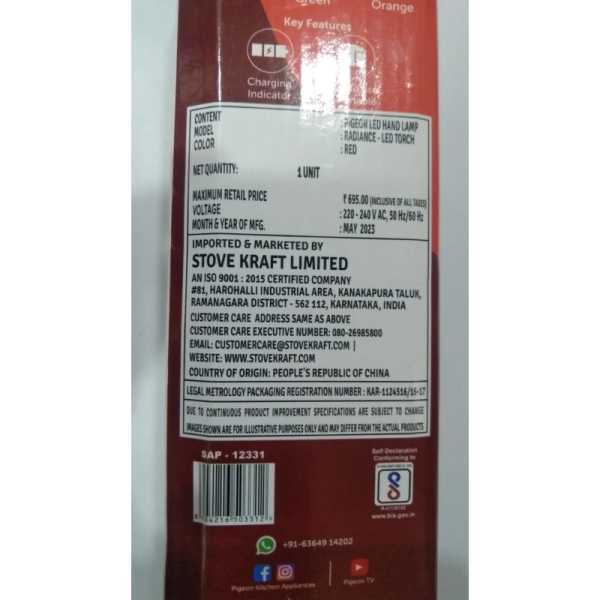 Green
Orange
Key Features
Charging
Indicator
CONTENT : PIGEON LED HAND LAMP
MODEL : RADIANCE - LED TORCH
COLOR : RED
NET QUANTITY: 1 UNIT
MAXIMUM RETAIL PRICE ₹ 695.00 (INCLUSIVE OF ALL TAXES)
VOLTAGE : 220 - 240 V AC, 50 Hz/60 Hz
MONTH & YEAR OF MFG. : MAY 2023
IMPORTED & MARKETED BY
STOVE KRAFT LIMITED
AN ISO 9001 : 2015 CERTIFIED COMPANY
#81, HAROHALLI INDUSTRIAL AREA, KANAKAPURA TALUK,
RAMANAGARA DISTRICT - 562 112, KARNATAKA, INDIA
CUSTOMER CARE ADDRESS SAME AS ABOVE
CUSTOMER CARE EXECUTIVE NUMBER: 080-26985800
EMAIL: CUSTOMERCARE@STOVEKRAFT.COM |
WEBSITE: WWW.STOVEKRAFT.COM
COUNTRY OF ORIGIN: PEOPLE'S REPUBLIC OF CHINA
LEGAL METROLOGY PACKAGING REGISTRATION NUMBER : KAR-1124516/16-17
DUE TO CONTINUOUS PRODUCT IMPROVEMENT SPECIFICATIONS ARE SUBJECT TO CHANGE
IMAGES SHOWN ARE FOR ILLUSTRATIVE PURPOSES ONLY AND MAY DIFFER FROM THE ACTUAL PRODUCTS
SAP - 12331
Self Declaration
Conforming to
www.bis.gov.in
+91-63649 14202
Pigeon Kitchen Appliances
Pigeon TV